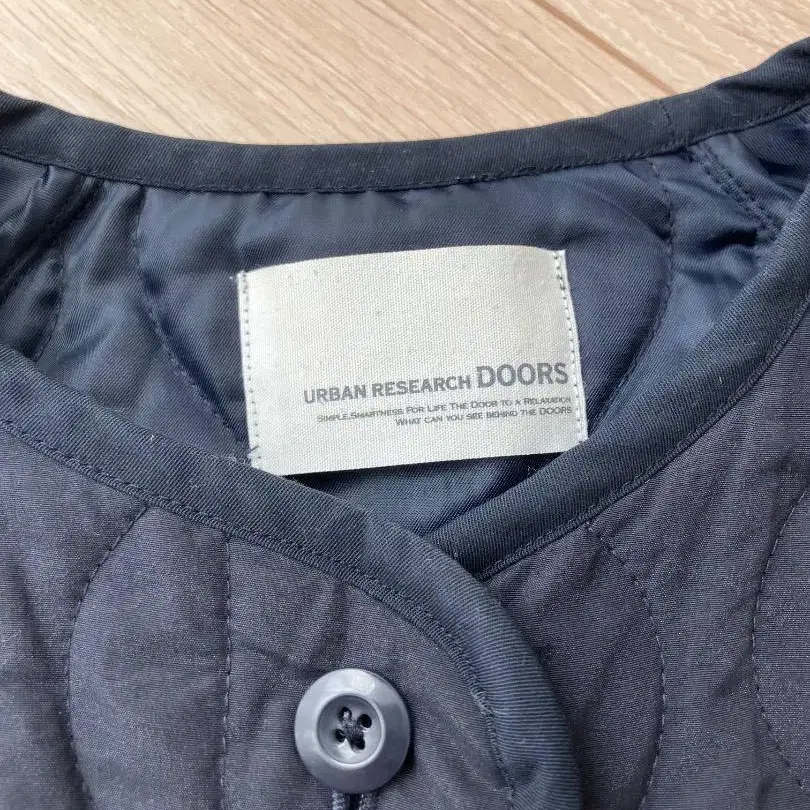 URBAN RESEARCH DOORS
SIMPLE,SMARTNESS FOR LIFE THE DOOR TO A RELAXATION
WHAT CAN YOU SEE BEHIND THE DOORS